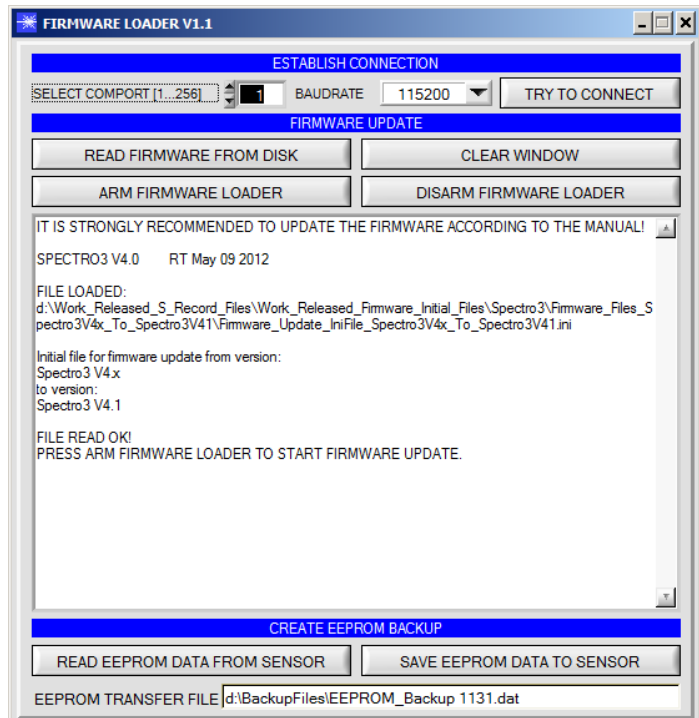 FIRMWARE LOADER V1.1
ESTABLISH CONNECTION
SELECT COMPORT [1...256] 1 BAUDRATE 115200 TRY TO CONNECT
FIRMWARE UPDATE
READ FIRMWARE FROM DISK CLEAR WINDOW
ARM FIRMWARE LOADER DISARM FIRMWARE LOADER
IT IS STRONGLY RECOMMENDED TO UPDATE THE FIRMWARE ACCORDING TO THE MANUAL!
SPECTRO3 V4.0 RT May 09 2012
FILE LOADED:
d:\Work_Released_S_Record_Files\Work_Released_Firmware_Initial_Files\Spectro3\Firmware_Files_S
pectro3V4x_To_Spectro3V41\Firmware_Update_IniFile_Spectro3V4x_To_Spectro3V41.ini
Initial file for firmware update from version:
Spectro3 V4.x
to version:
Spectro3 V4.1
FILE READ OK!
PRESS ARM FIRMWARE LOADER TO START FIRMWARE UPDATE.
CREATE EEPROM BACKUP
READ EEPROM DATA FROM SENSOR SAVE EEPROM DATA TO SENSOR
EEPROM TRANSFER FILE d:\BackupFiles\EEPROM_Backup 1131.dat